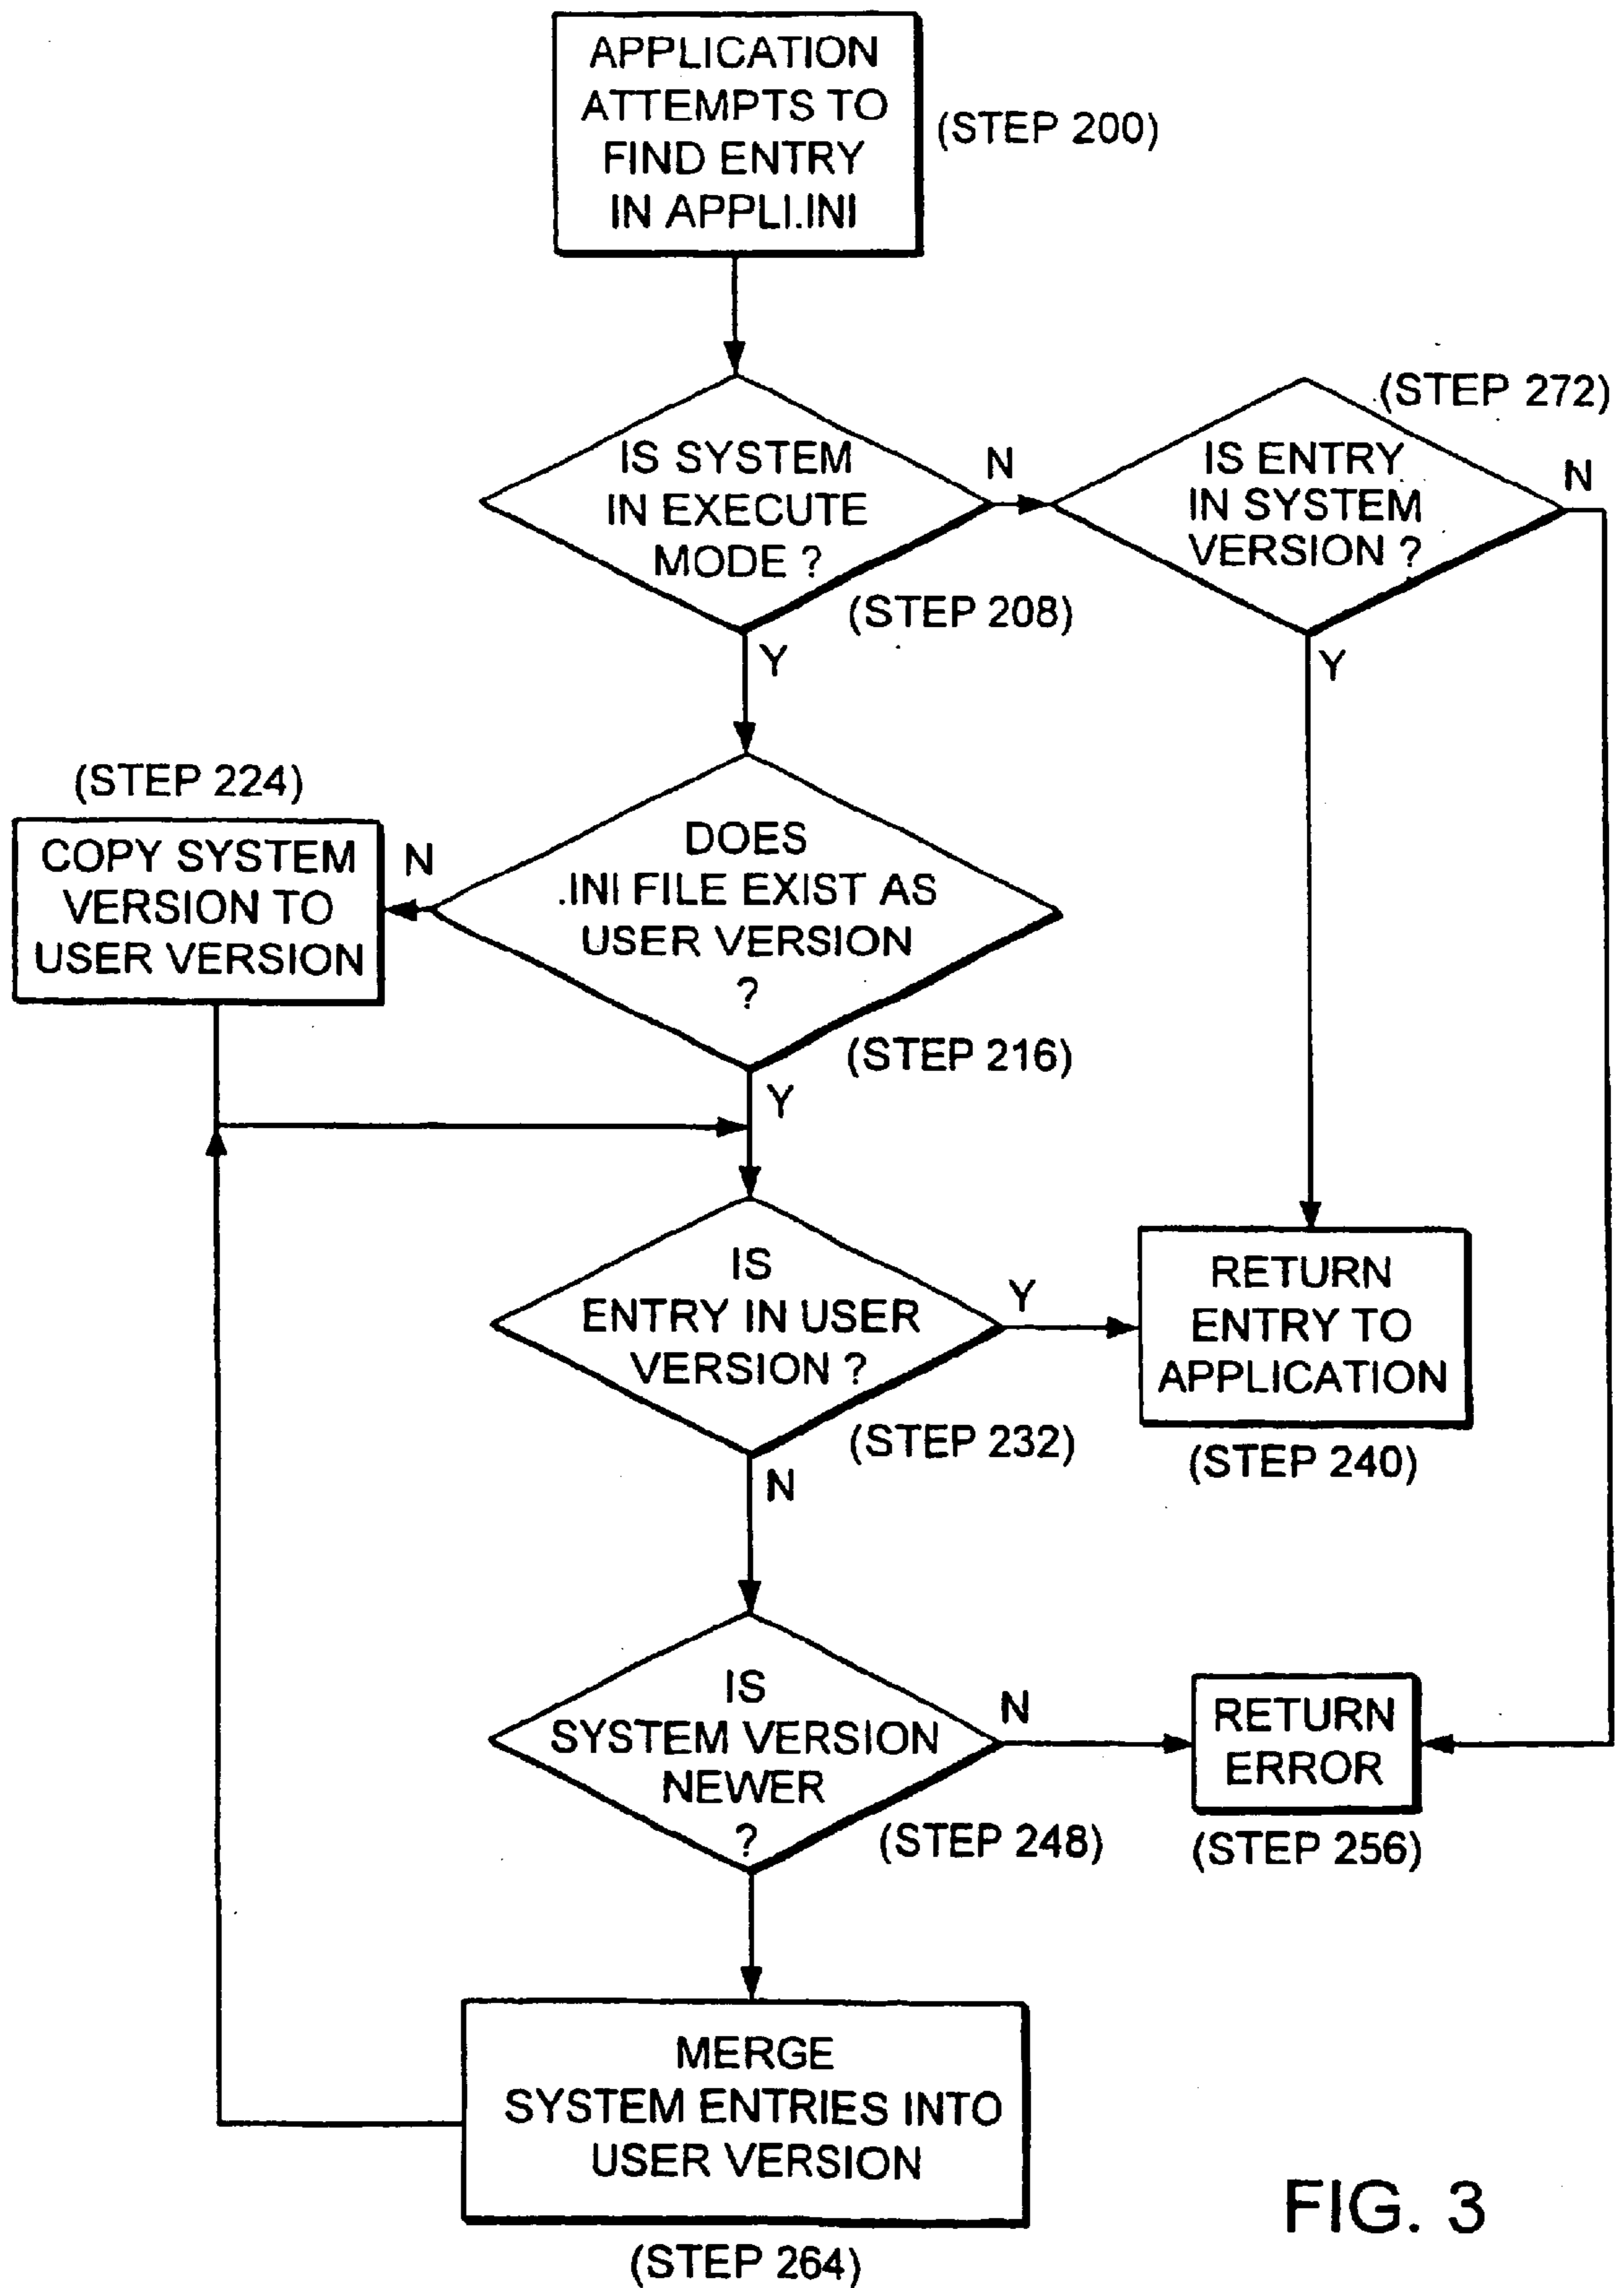 APPLICATION
ATTEMPTS TO
FIND ENTRY
IN APPLI.INI
(STEP 200)
IS SYSTEM
IN EXECUTE
MODE ?
(STEP 208)
N
Y
(STEP 272)
IS ENTRY
IN SYSTEM
VERSION ?
N
Y
(STEP 224)
COPY SYSTEM
VERSION TO
USER VERSION
N
DOES
.INI FILE EXIST AS
USER VERSION
?
(STEP 216)
Y
IS
ENTRY IN USER
VERSION ?
(STEP 232)
Y
N
RETURN
ENTRY TO
APPLICATION
(STEP 240)
IS
SYSTEM VERSION
NEWER
?
(STEP 248)
N
RETURN
ERROR
(STEP 256)
MERGE
SYSTEM ENTRIES INTO
USER VERSION
(STEP 264)
FIG. 3